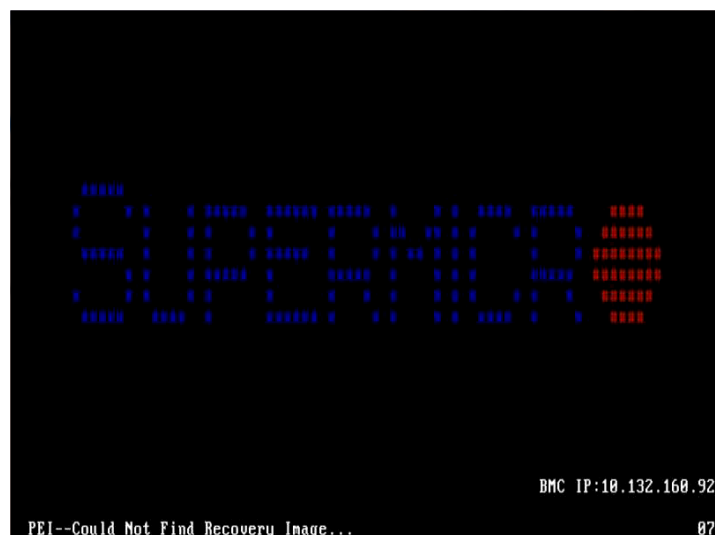 SUPERMICR●
BMC IP:10.132.160.92
PEI--Could Not Find Recovery Image... 07